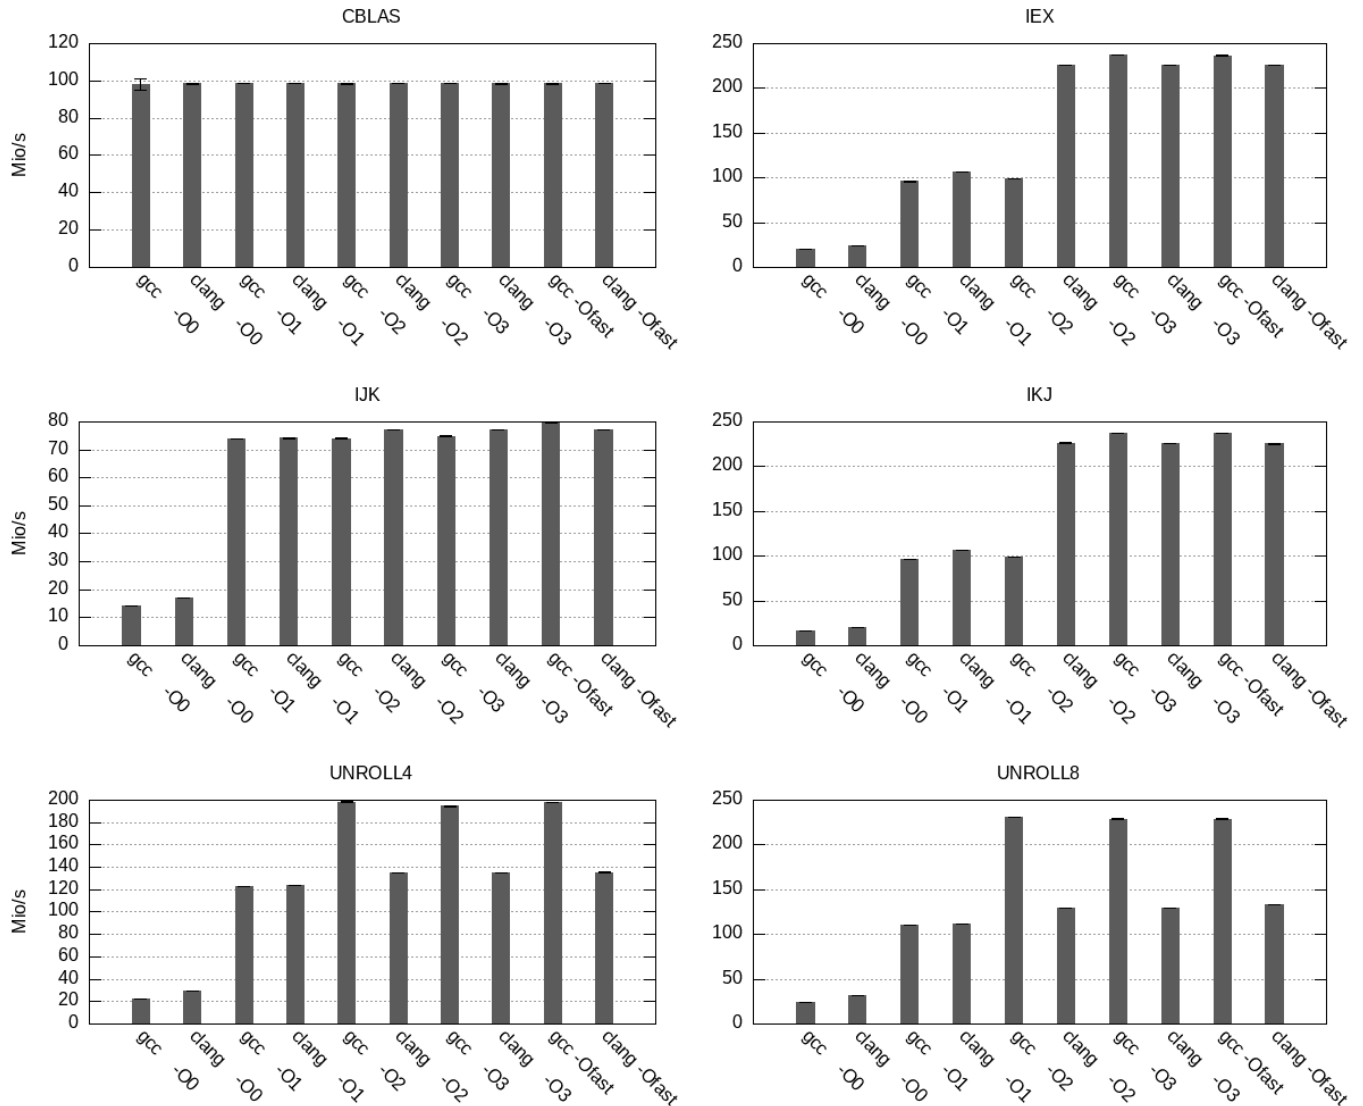 CBLAS
120
100
80
60
40
20
0
Mio/s
gcc -O0
clang -O0
gcc -O1
clang -O1
gcc -O2
clang -O2
gcc -O3
clang -O3
gcc -Ofast
clang -Ofast
IEX
250
200
150
100
50
0
gcc -O0
clang -O0
gcc -O1
clang -O1
gcc -O2
clang -O2
gcc -O3
clang -O3
gcc -Ofast
clang -Ofast
IJK
80
70
60
50
40
30
20
10
0
Mio/s
gcc -O0
clang -O0
gcc -O1
clang -O1
gcc -O2
clang -O2
gcc -O3
clang -O3
gcc -Ofast
clang -Ofast
IKJ
250
200
150
100
50
0
gcc -O0
clang -O0
gcc -O1
clang -O1
gcc -O2
clang -O2
gcc -O3
clang -O3
gcc -Ofast
clang -Ofast
UNROLL4
200
180
160
140
120
100
80
60
40
20
0
Mio/s
gcc -O0
clang -O0
gcc -O1
clang -O1
gcc -O2
clang -O2
gcc -O3
clang -O3
gcc -Ofast
clang -Ofast
UNROLL8
250
200
150
100
50
0
gcc -O0
clang -O0
gcc -O1
clang -O1
gcc -O2
clang -O2
gcc -O3
clang -O3
gcc -Ofast
clang -Ofast